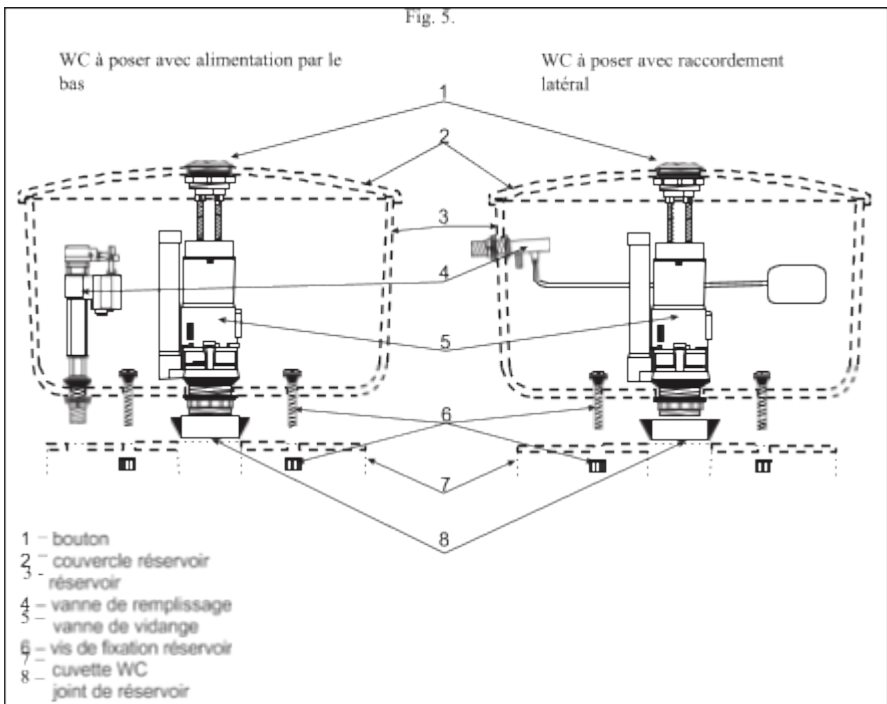 Fig. 5.
WC à poser avec alimentation par le
bas
WC à poser avec raccordement
latéral
1
2
3
4
5
6
7
8
1 – bouton
2 – couvercle réservoir
3 - réservoir
4 – vanne de remplissage
5 – vanne de vidange
6 – vis de fixation réservoir
7 – cuvette WC
8 – joint de réservoir